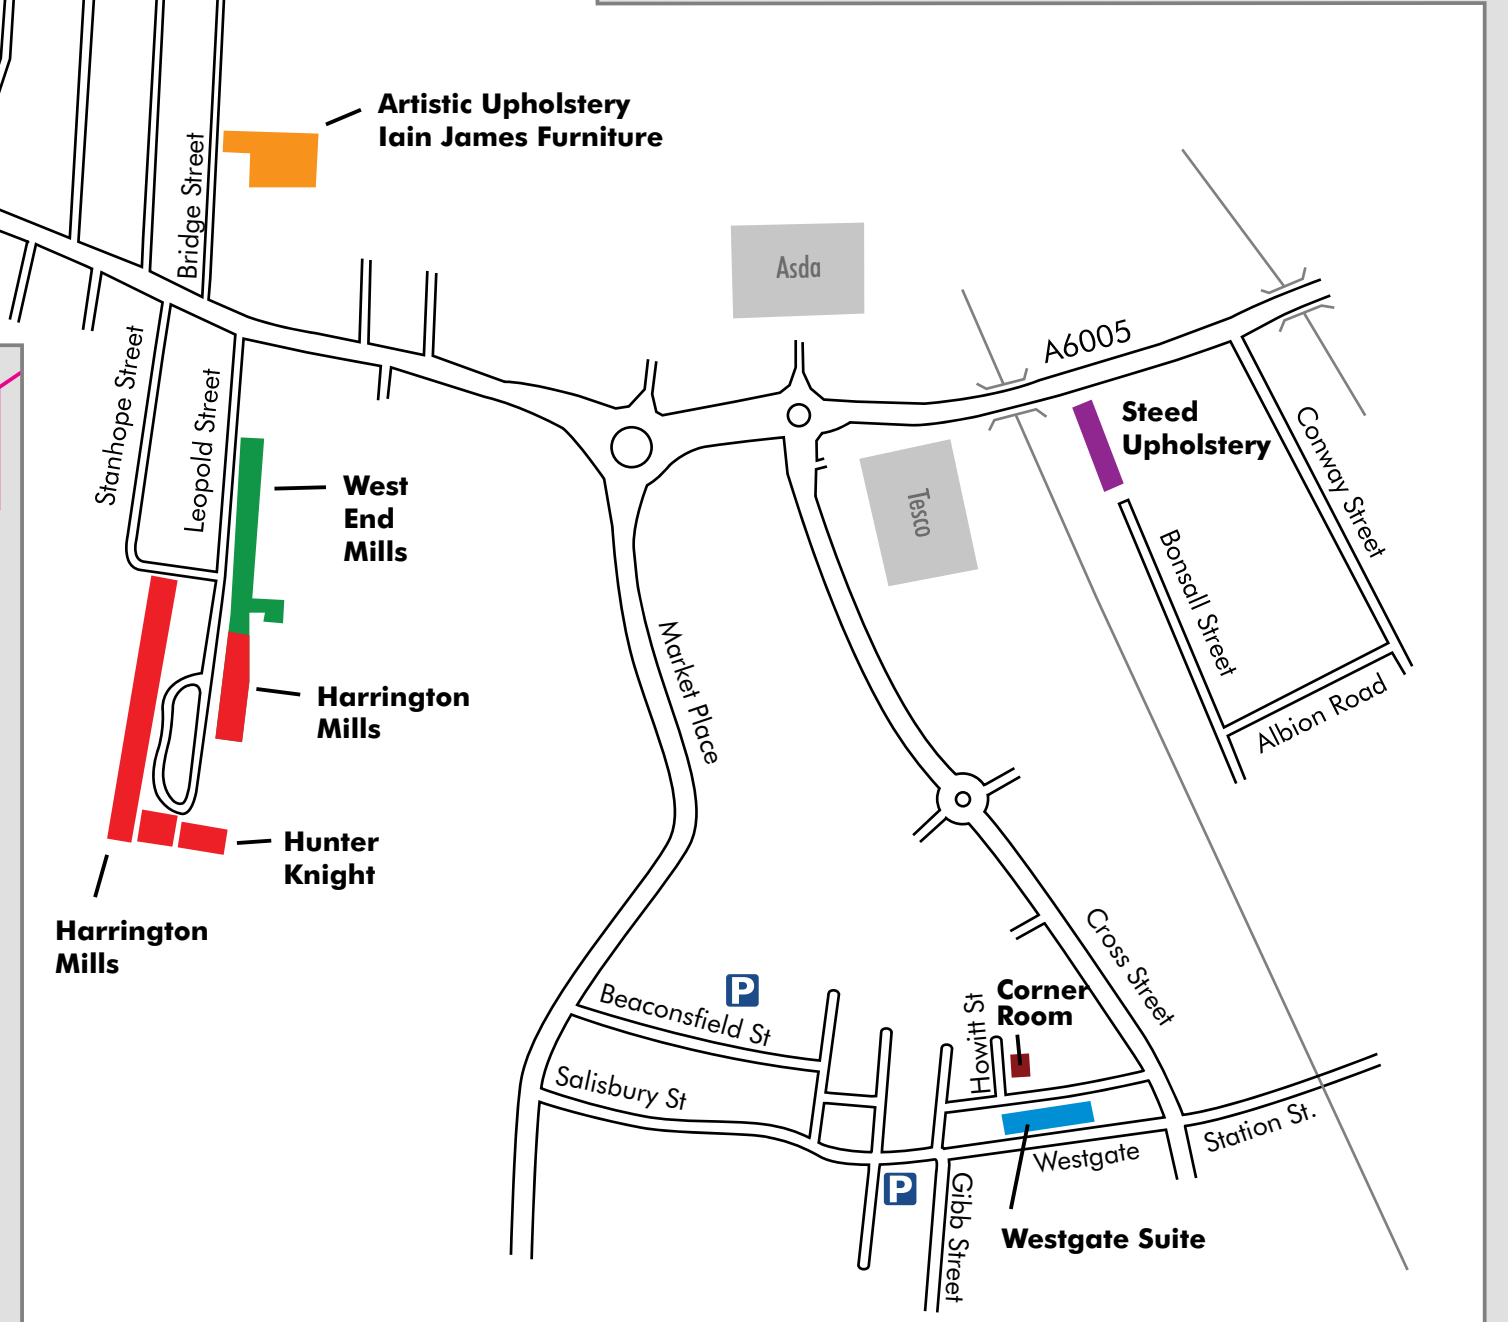 Artistic Upholstery
Iain James Furniture
Bridge Street
Asda
A6005
Stanhope Street
Leopold Street
Steed
Upholstery
Conway Street
West
End
Mills
Tesco
Bonsall Street
Market Place
Harrington
Mills
Albion Road
Hunter
Knight
Harrington
Mills
Cross Street
P
Beaconsfield St
Corner
Room
Howitt St
Salisbury St
Station St.
Westgate
P
Gibb Street
Westgate Suite